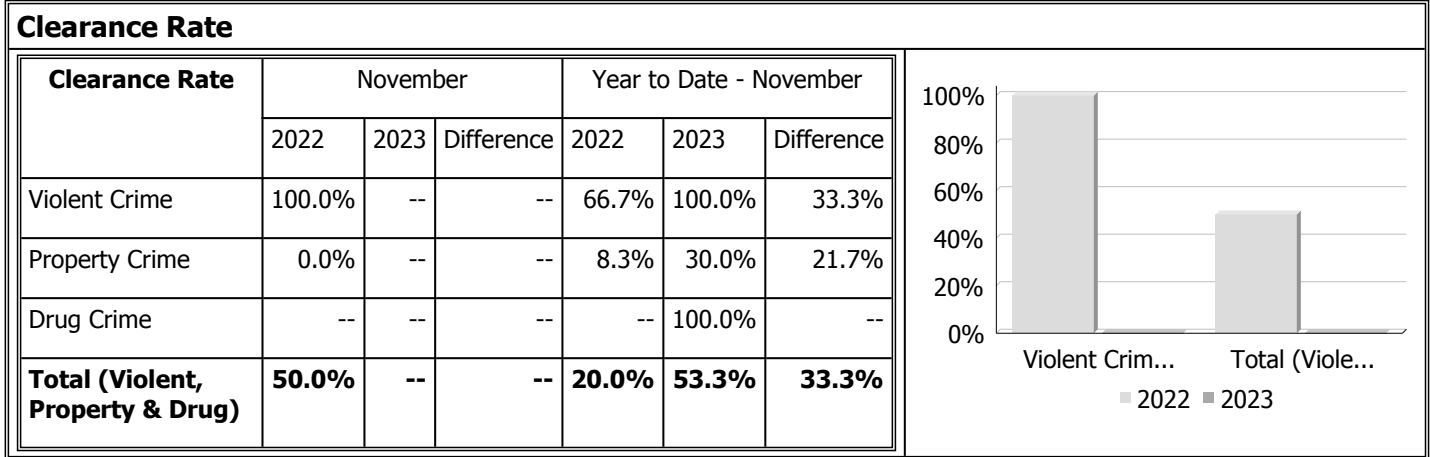 Clearance Rate
Clearance Rate November Year to Date - November
2022 2023 Difference 2022 2023 Difference
Violent Crime 100.0% -- -- 66.7% 100.0% 33.3%
Property Crime 0.0% -- -- 8.3% 30.0% 21.7%
Drug Crime -- -- -- -- 100.0% --
Total (Violent, 50.0% -- -- 20.0% 53.3% 33.3%
Property & Drug)
100%
80%
60%
40%
20%
0%
Violent Crim... Total (Viole...
2022 2023